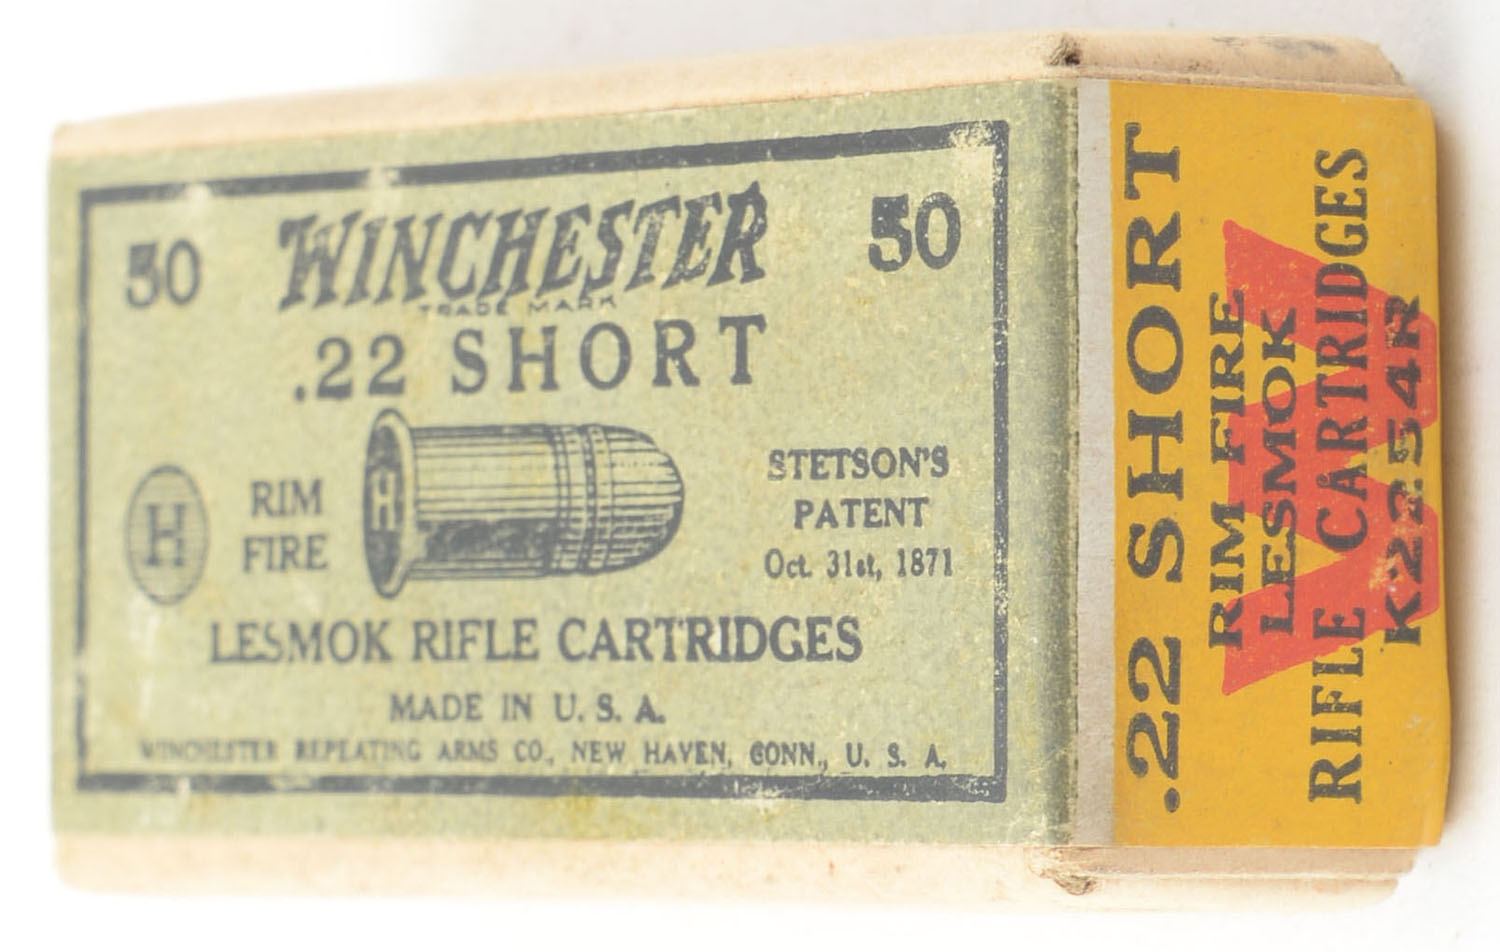 50 WINCHESTER 50
TRADE MARK
.22 SHORT
H
RIM
FIRE
H
STETSON'S
PATENT
Oct. 31st, 1871
LESMOK RIFLE CARTRIDGES
MADE IN U. S. A.
WINCHESTER REPEATING ARMS CO., NEW HAVEN, CONN., U. S. A.
.22 SHORT
RIM FIRE
LESMOK
RIFLE CARTRIDGES
K2254R
W